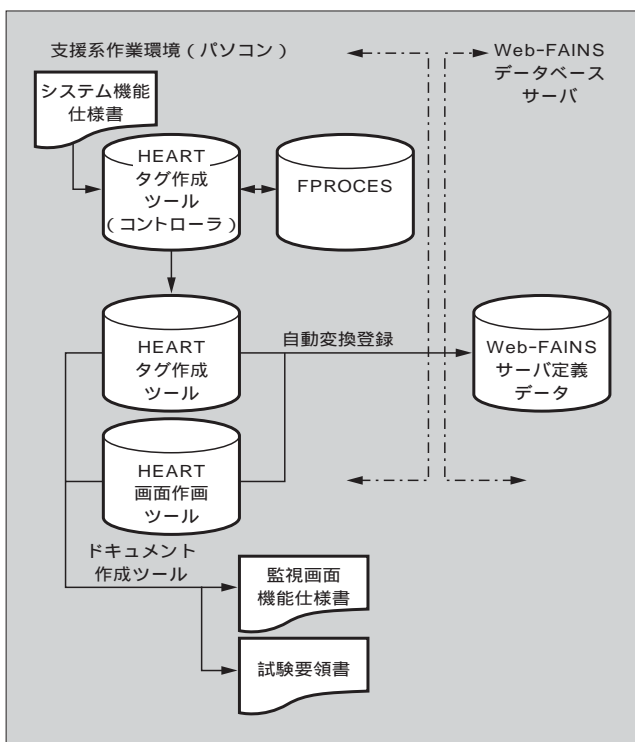 支援系作業環境（パソコン）
Web-FAINS
データベース
サーバ
システム機能
仕様書
HEART
タグ作成
ツール
（コントローラ）
FPROCES
HEART
タグ作成
ツール
自動変換登録
Web-FAINS
サーバ定義
データ
HEART
画面作画
ツール
ドキュメント
作成ツール
監視画面
機能仕様書
試験要領書